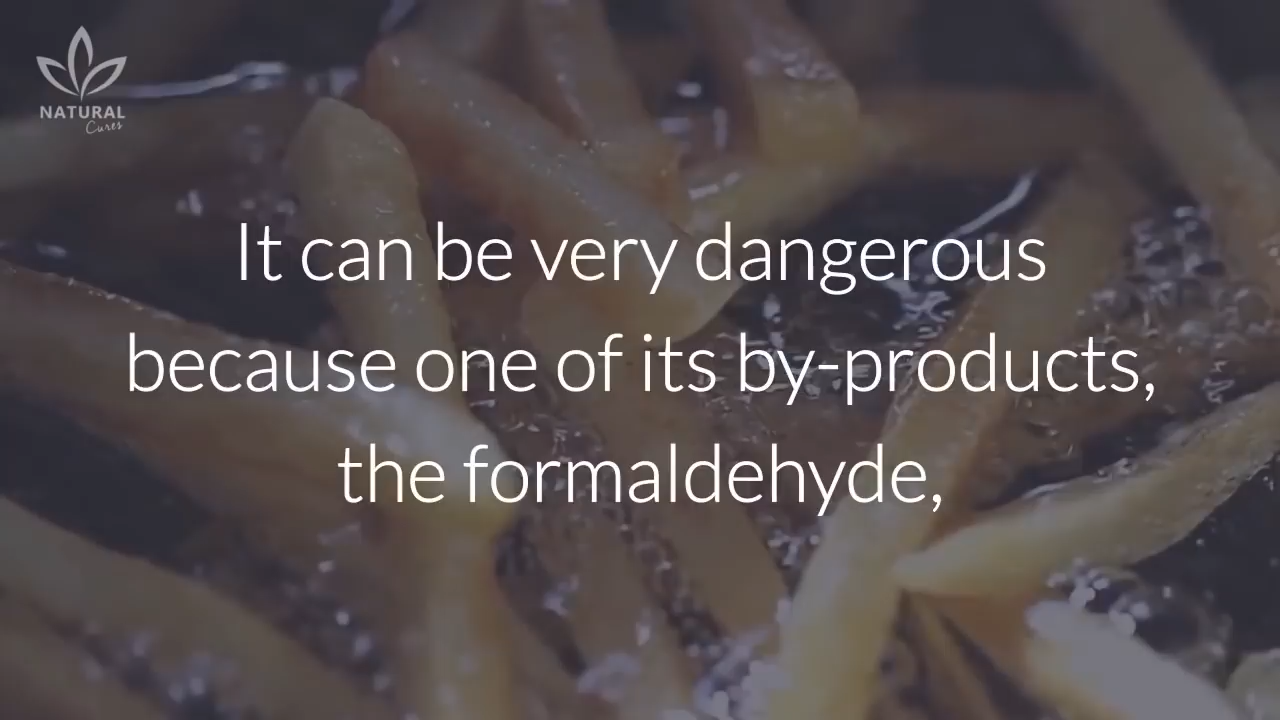 NATURAL
Cures
It can be very dangerous
because one of its by-products,
the formaldehyde,